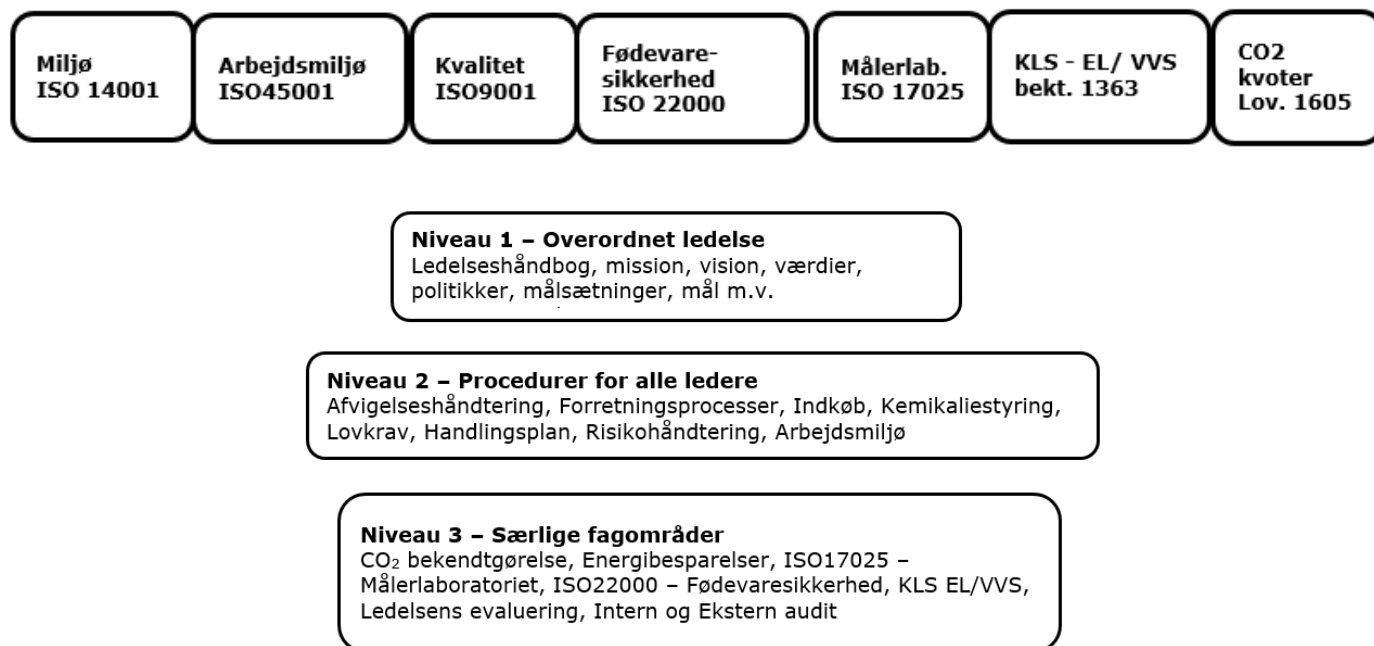 Miljø
ISO 14001
Arbejdsmiljø
ISO45001
Kvalitet
ISO9001
Fødevare-
sikkerhed
ISO 22000
Målerlab.
ISO 17025
KLS - EL/ VVS
bekt. 1363
CO2
kvoter
Lov. 1605
Niveau 1 – Overordnet ledelse
Ledelseshåndbog, mission, vision, værdier,
politikker, målsætninger, mål m.v.
Niveau 2 – Procedurer for alle ledere
Afvigelseshåndtering, Forretningsprocesser, Indkøb, Kemikaliestyring,
Lovkrav, Handlingsplan, Risikohåndtering, Arbejdsmiljø
Niveau 3 – Særlige fagområder
CO₂ bekendtgørelse, Energibesparelser, ISO17025 –
Målerlaboratoriet, ISO22000 – Fødevaresikkerhed, KLS EL/VVS,
Ledelsens evaluering, Intern og Ekstern audit